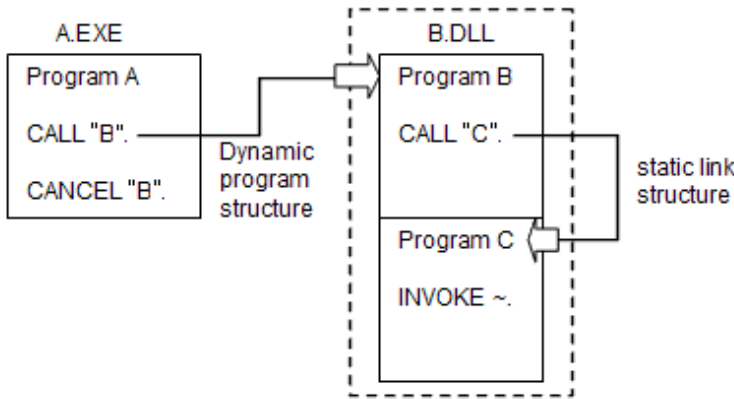 A.EXE
Program A
CALL "B".
CANCEL "B".
Dynamic
program
structure
B.DLL
Program B
CALL "C".
Program C
INVOKE ~.
static link
structure